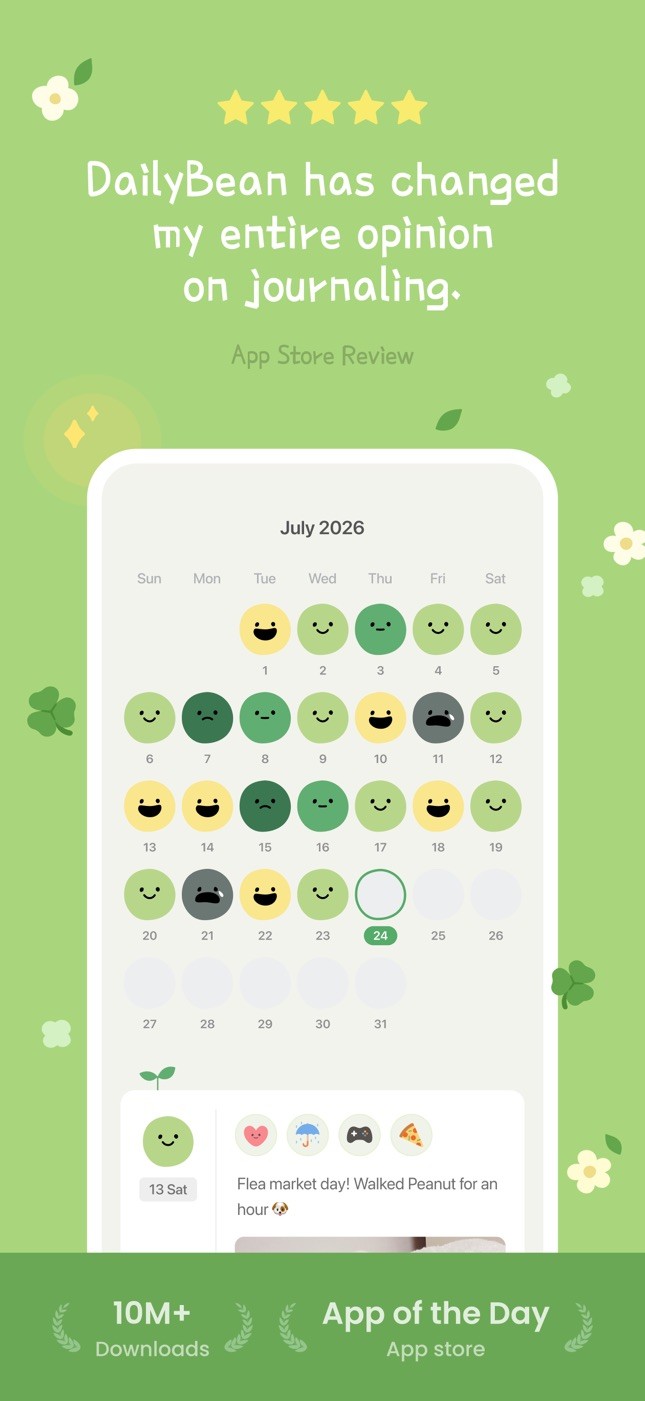 DailyBean has changed
my entire opinion
on journaling.
App Store Review
July 2026
Sun Mon Tue Wed Thu Fri Sat
1 2 3 4 5
6 7 8 9 10 11 12
13 14 15 16 17 18 19
20 21 22 23 24 25 26
27 28 29 30 31
13 Sat
Flea market day! Walked Peanut for an
hour 🐶
10M+
Downloads
App of the Day
App store